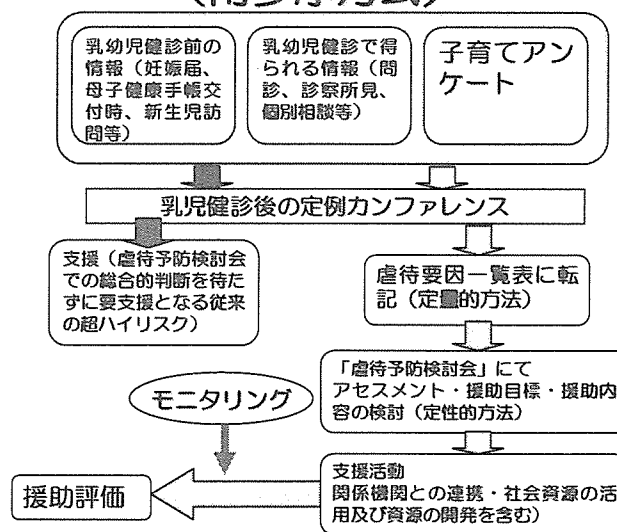 乳幼児健診前の
情報(妊娠届、
母子健康手帳交
付時、新生児訪
問等)
乳幼児健診で得
られる情報(問
診、診察所見、
個別相談等)
子育てアン
ケート
乳児健診後の定例カンファレンス
支援(虐待予防検討会
での総合的判断を待た
ずに要支援となる従来
の超ハイリスク)
虐待要因一覧表に転
記(定量的方法)
「虐待予防検討会」にて
アセスメント・援助目標・援助内
容の検討(定性的方法)
モニタリング
支援活動
関係機関との連携・社会資源の活
用及び資源の開発を含む)
援助評価